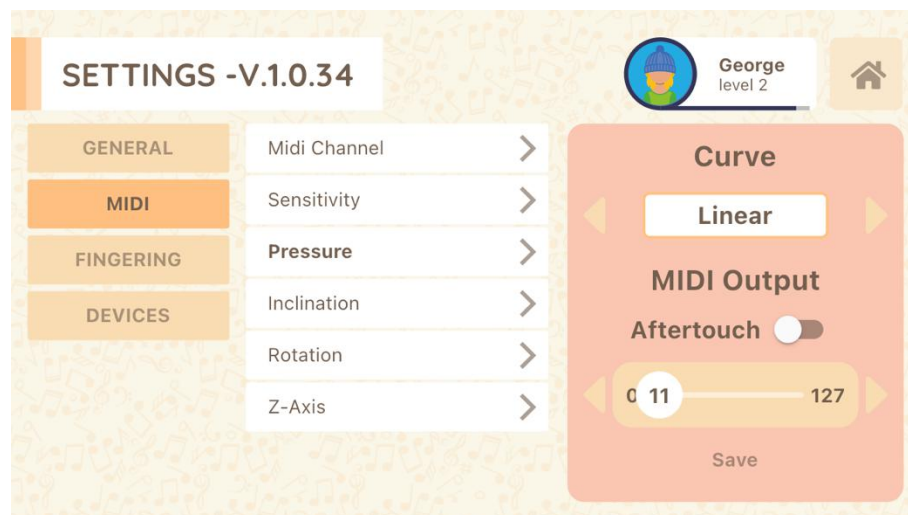 SETTINGS -V.1.0.34
George
level 2
GENERAL
MIDI
FINGERING
DEVICES
Midi Channel
Sensitivity
Pressure
Inclination
Rotation
Z-Axis
Curve
Linear
MIDI Output
Aftertouch
0 11 127
Save